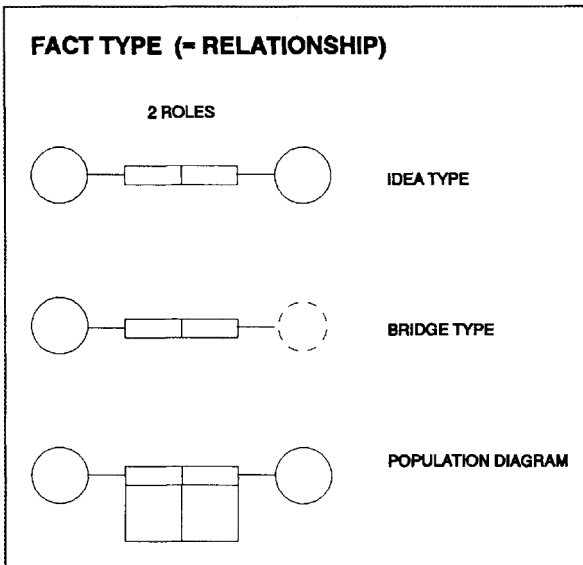 FACT TYPE (= RELATIONSHIP)
2 ROLES
IDEA TYPE
BRIDGE TYPE
POPULATION DIAGRAM